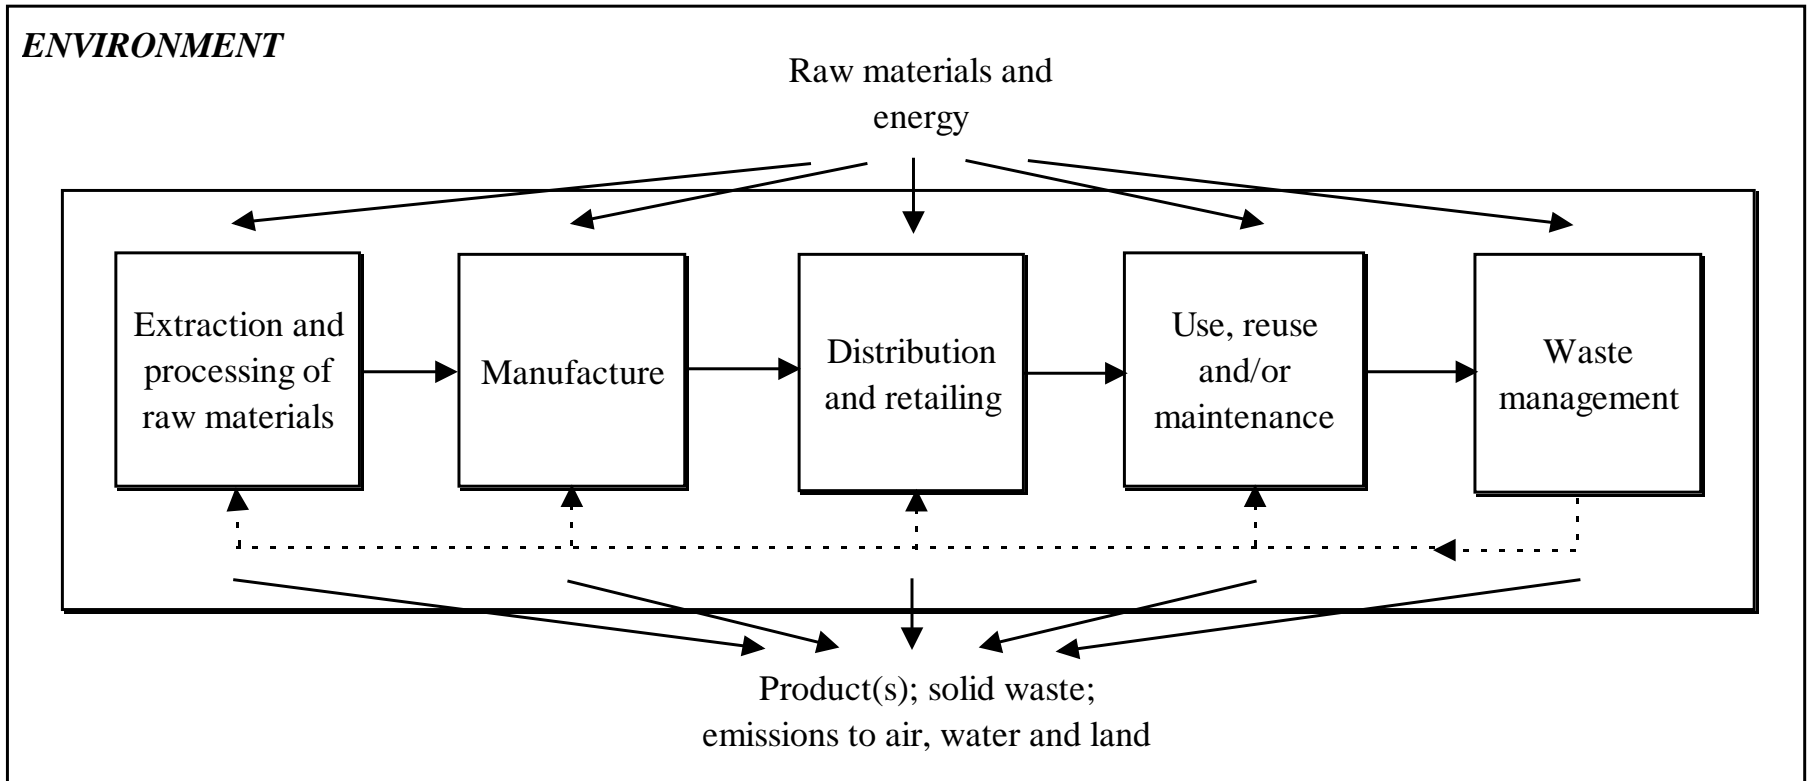 ENVIRONMENT
Raw materials and
energy
Extraction and
processing of
raw materials
Manufacture
Distribution
and retailing
Use, reuse
and/or
maintenance
Waste
management
Product(s); solid waste;
emissions to air, water and land